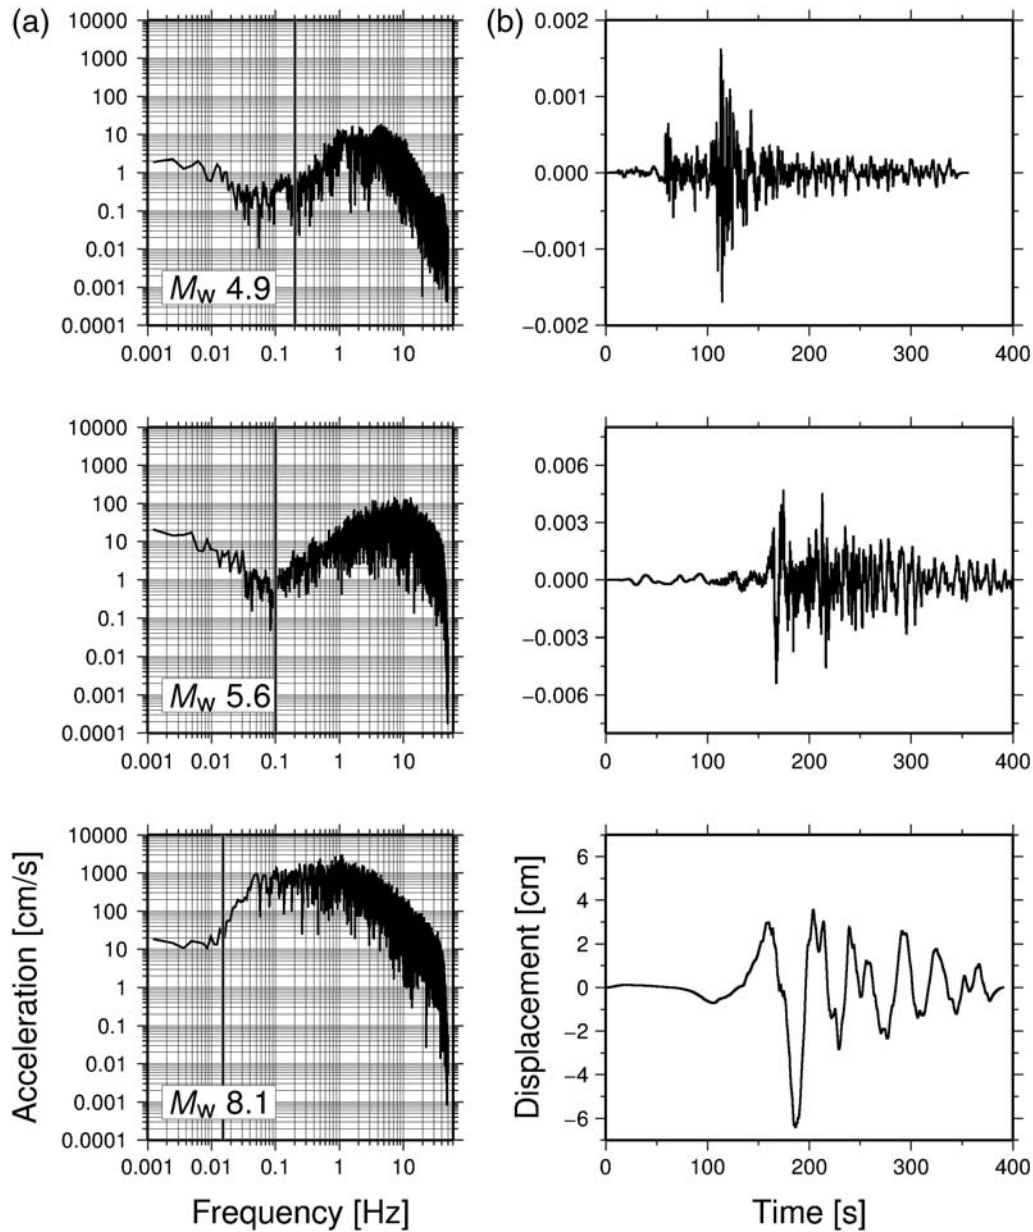 (a)
10000
1000
100
10
1
0.1
0.01
0.001
0.0001
Mw 4.9
0.001 0.01 0.1 1 10
(b)
0.002
0.001
0.000
−0.001
−0.002
0 100 200 300 400
10000
1000
100
10
1
0.1
0.01
0.001
0.0001
Mw 5.6
0.001 0.01 0.1 1 10
0.006
0.003
0.000
−0.003
−0.006
0 100 200 300 400
Acceleration [cm/s]
10000
1000
100
10
1
0.1
0.01
0.001
0.0001
Mw 8.1
0.001 0.01 0.1 1 10
Frequency [Hz]
Displacement [cm]
6
4
2
0
−2
−4
−6
0 100 200 300 400
Time [s]